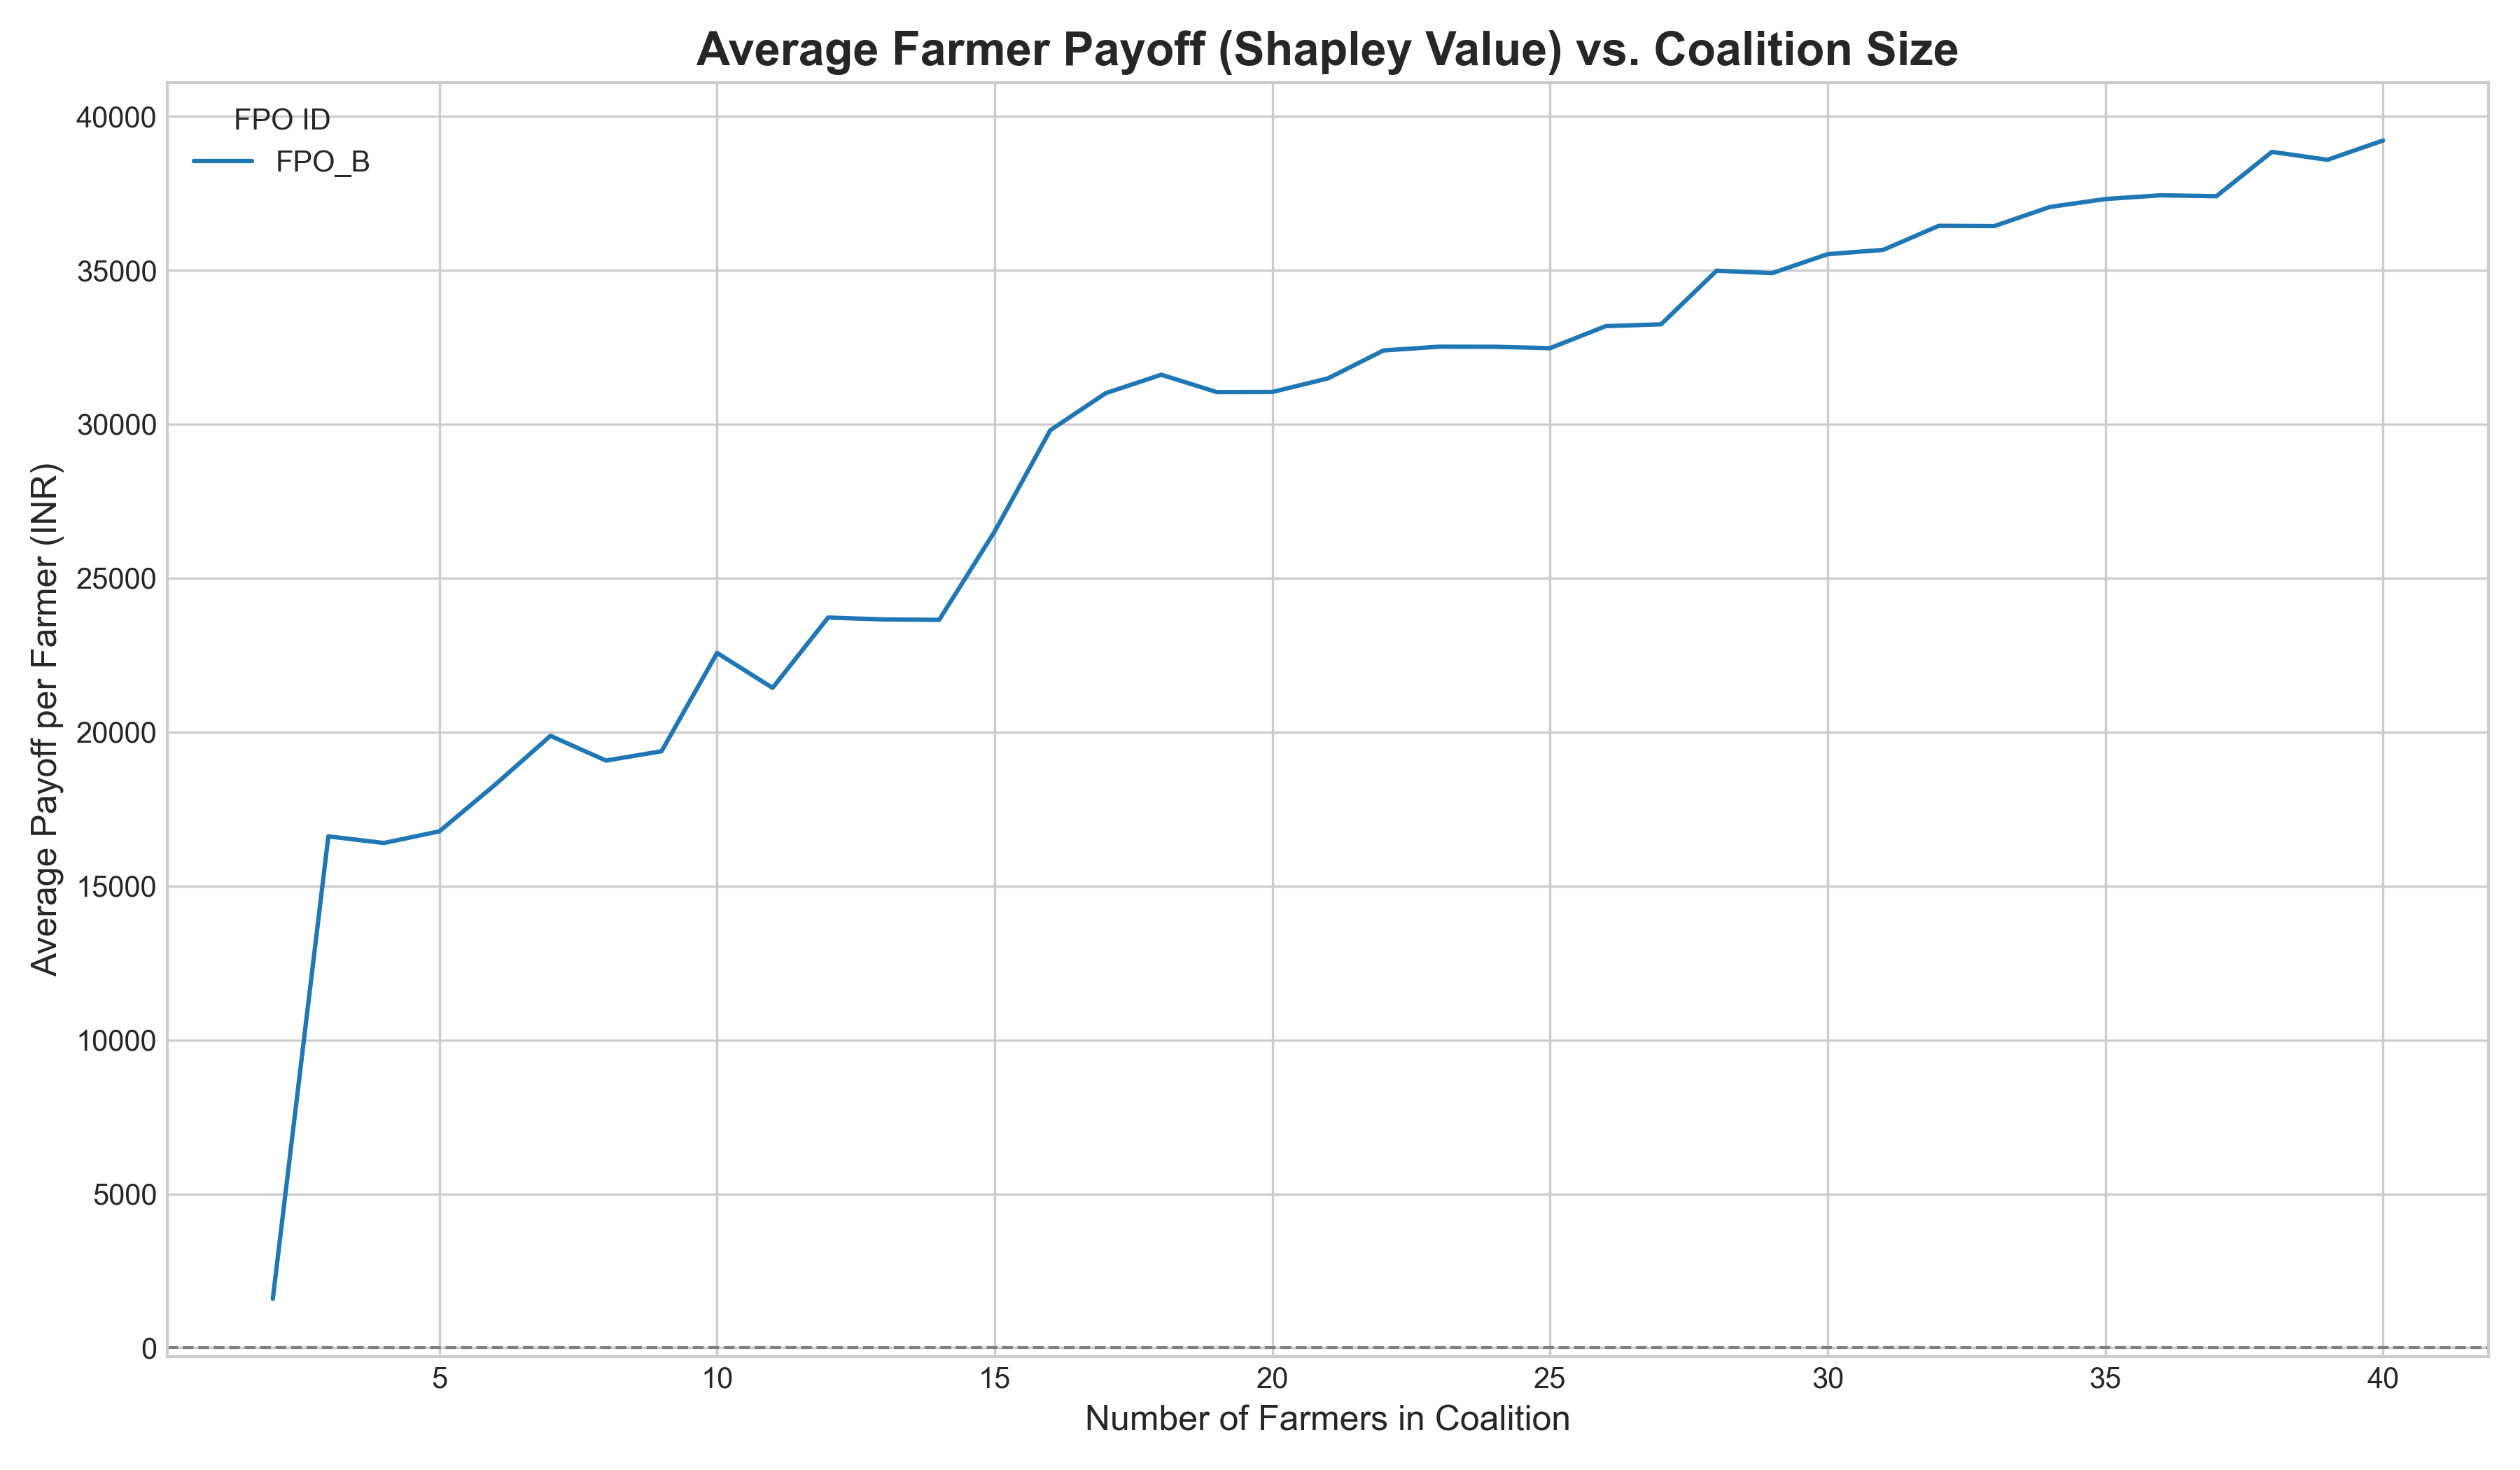 Average Farmer Payoff (Shapley Value) vs. Coalition Size
FPO ID
FPO_B
Average Payoff per Farmer (INR)
40000
35000
30000
25000
20000
15000
10000
5000
0
5 10 15 20 25 30 35 40
Number of Farmers in Coalition